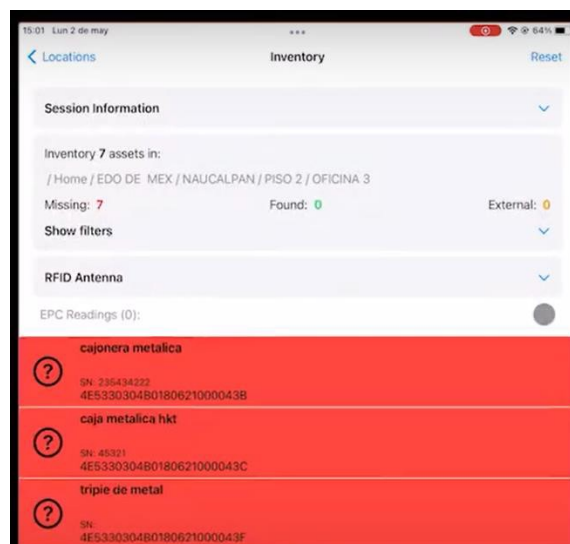 15:01 Lun 2 de may 64%
Locations Inventory Reset
Session Information
Inventory 7 assets in:
/ Home / EDO DE MEX / NAUCALPAN / PISO 2 / OFICINA 3
Missing: 7 Found: 0 External: 0
Show filters
RFID Antenna
EPC Readings (0):
cajonera metalica
SN: 235434222
4E5330304B0180621000043B
caja metalica hkt
SN: 45321
4E5330304B0180621000043C
tripie de metal
SN:
4E5330304B0180621000043F